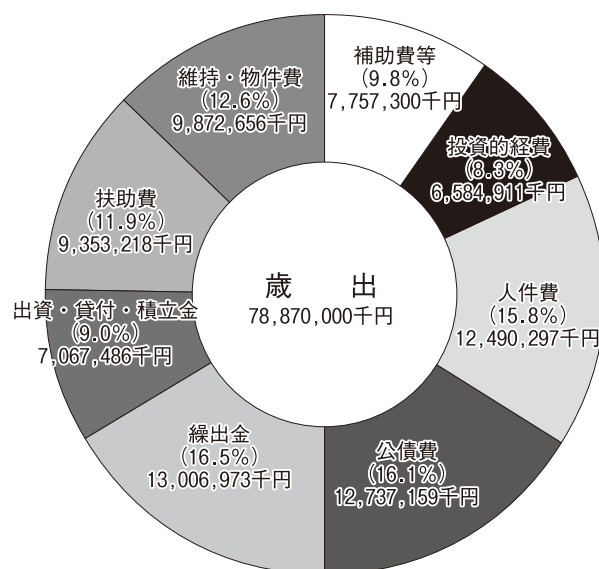 補助費等
(9.8%)
7,757,300千円
投資的経費
(8.3%)
6,584,911千円
人件費
(15.8%)
12,490,297千円
公債費
(16.1%)
12,737,159千円
繰出金
(16.5%)
13,006,973千円
出資・貸付・積立金
(9.0%)
7,067,486千円
扶助費
(11.9%)
9,353,218千円
維持・物件費
(12.6%)
9,872,656千円
歳　出
78,870,000千円